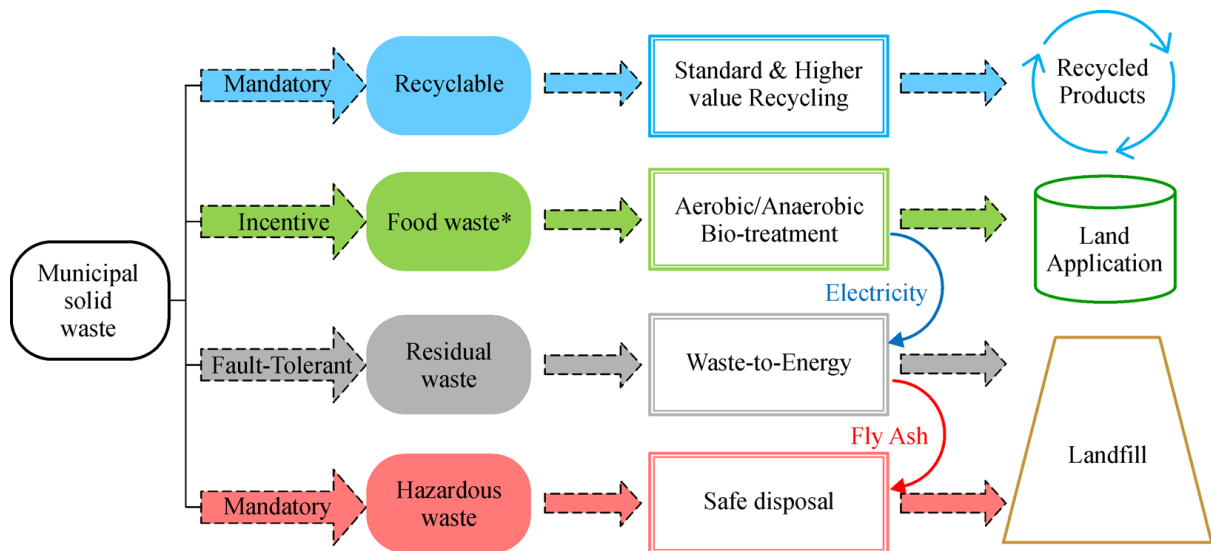 Municipal
solid
waste
Mandatory
Recyclable
Standard & Higher
value Recycling
Recycled
Products
Incentive
Food waste*
Aerobic/Anaerobic
Bio-treatment
Land
Application
Electricity
Fault-Tolerant
Residual
waste
Waste-to-Energy
Fly Ash
Landfill
Mandatory
Hazardous
waste
Safe disposal